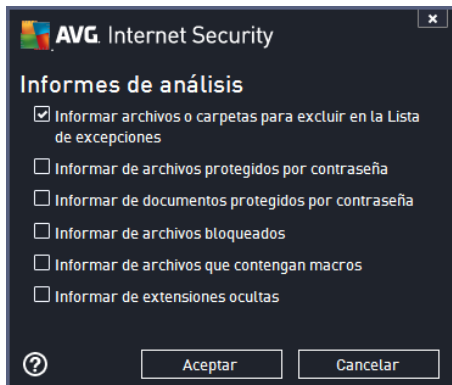 AVG. Internet Security
Informes de análisis
Informar archivos o carpetas para excluir en la Lista
de excepciones
Informar de archivos protegidos por contraseña
Informar de documentos protegidos por contraseña
Informar de archivos bloqueados
Informar de archivos que contengan macros
Informar de extensiones ocultas
?
Aceptar
Cancelar